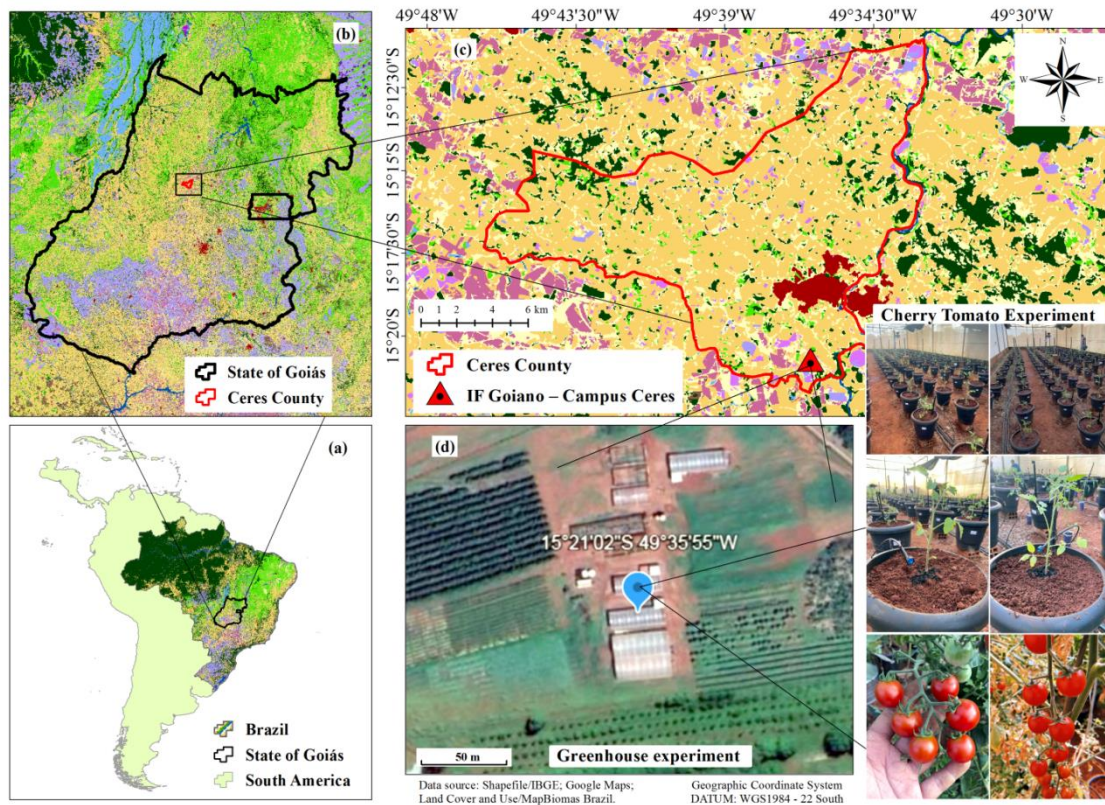 49°48'W
49°43'30"W
49°39'W
49°34'30"W
49°30'W
(b)
(c)
N
W
E
S
15°12'30"S
15°15'S
15°17'30"S
15°20'S
0 2 4 6 km
State of Goiás
Ceres County
Ceres County
IF Goiano – Campus Ceres
Cherry Tomato Experiment
(a)
(d)
15°21'02"S 49°35'55"W
Brazil
State of Goiás
South America
50 m
Greenhouse experiment
Data source: Shapefile/IBGE; Google Maps;
Land Cover and Use/MapBiomas Brazil.
Geographic Coordinate System
DATUM: WGS1984 - 22 South